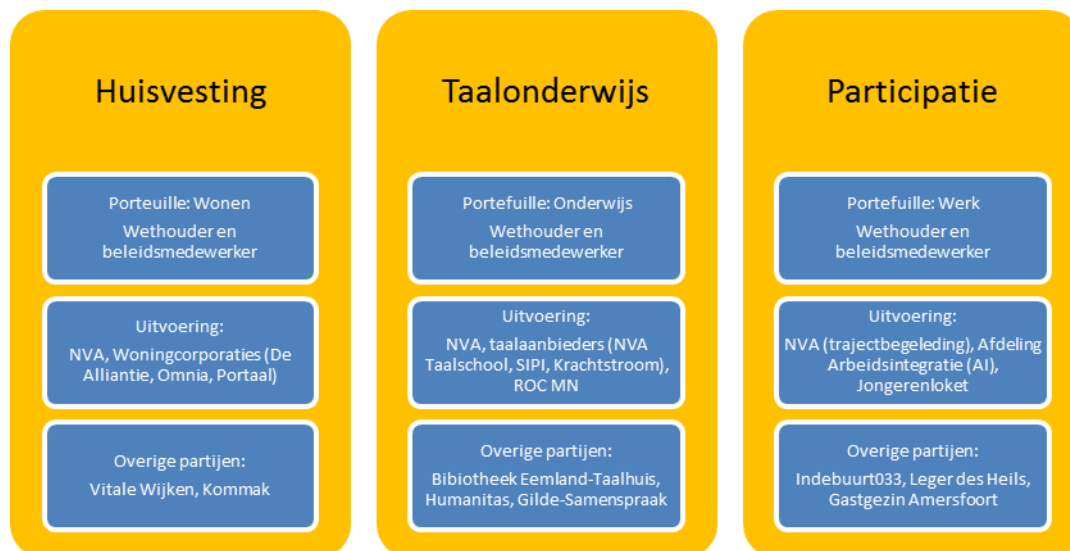 Huisvesting
Porteuille: Wonen
Wethouder en
beleidsmedewerker
Uitvoering:
NVA, Woningcorporaties (De
Alliantie, Omnia, Portaal)
Overige partijen:
Vitale Wijken, Kommak
Taalonderwijs
Portefuille: Onderwijs
Wethouder en
beleidsmedewerker
Uitvoering:
NVA, taalaanbieders (NVA
Taalschool, SIPI, Krachtstroom),
ROC MN
Overige partijen:
Bibiotheek Eemland-Taalhuis,
Humanitas, Gilde-Samenspraak
Participatie
Portefuille: Werk
Wethouder en
beleidsmedewerker
Uitvoering:
NVA (trajectbegeleding), Afdeling
Arbeidsintegratie (AI),
Jongerenloket
Overige partijen:
Indebuurt033, Leger des Heils,
Gastgezin Amersfoort